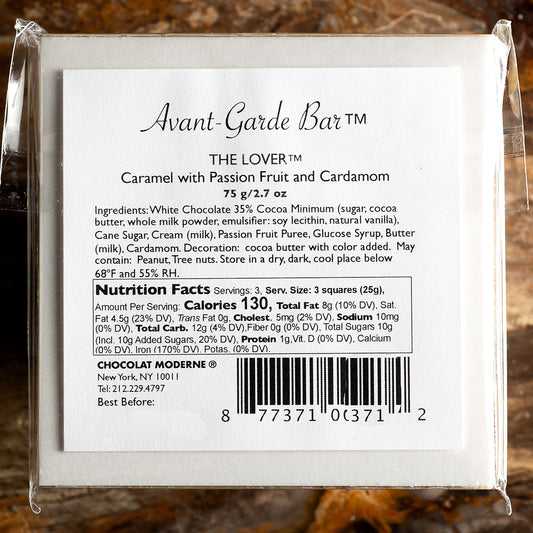 Avant-Garde Bar™
THE LOVER™
Caramel with Passion Fruit and Cardamom
75 g/2.7 oz
Ingredients: White Chocolate 35% Cocoa Minimum (sugar, cocoa
butter, whole milk powder, emulsifier: soy lecithin, natural vanilla),
Cane Sugar, Cream (milk), Passion Fruit Puree, Glucose Syrup, Butter
(milk), Cardamom. Decoration: cocoa butter with color added. May
contain: Peanut, Tree nuts. Store in a dry, dark, cool place below
68°F and 55% RH.
Nutrition Facts Servings: 3, Serv. Size: 3 squares (25g),
Amount Per Serving: Calories 130, Total Fat 8g (10% DV), Sat.
Fat 4.5g (23% DV), Trans Fat 0g, Cholest. 5mg (2% DV), Sodium 10mg
(0% DV), Total Carb. 12g (4% DV), Fiber 0g (0% DV), Total Sugars 10g
(Incl. 10g Added Sugars, 20% DV), Protein 1g, Vit. D (0% DV), Calcium
(0% DV), Iron (170% DV), Potas. (0% DV).
CHOCOLAT MODERNE ®
New York, NY 10011
Tel: 212.229.4797
Best Before:
8 77371 00371 2